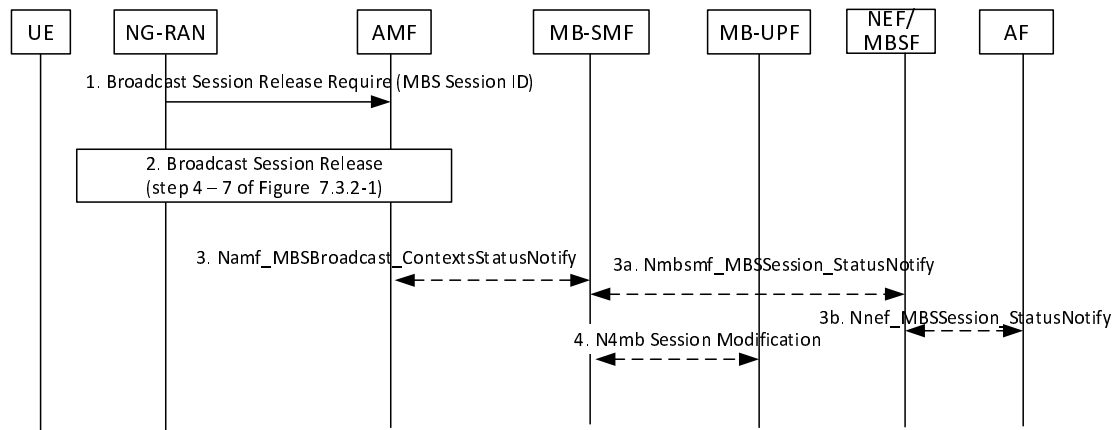 UE
NG-RAN
AMF
MB-SMF
MB-UPF
NEF/
MBSF
AF
1. Broadcast Session Release Require (MBS Session ID)
2. Broadcast Session Release
(step 4 – 7 of Figure 7.3.2-1)
3. Namf_MBSBroadcast_ContextsStatusNotify
3a. Nmbsmf_MBSSession_StatusNotify
3b. Nnef_MBSSession_StatusNotify
4. N4mb Session Modification